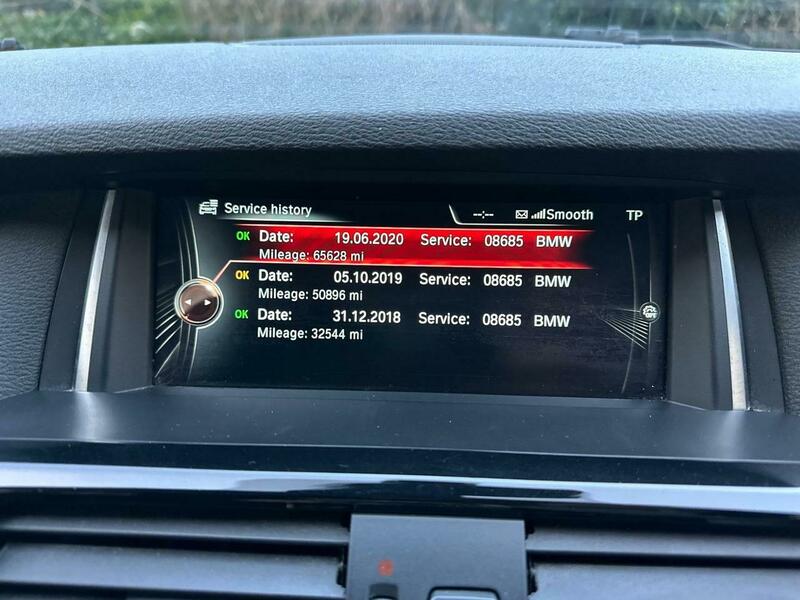 Service history --:-- Smooth TP
OK Date: 19.06.2020 Service: 08685 BMW
Mileage: 65628 mi
OK Date: 05.10.2019 Service: 08685 BMW
Mileage: 50896 mi
OK Date: 31.12.2018 Service: 08685 BMW
Mileage: 32544 mi
OFF